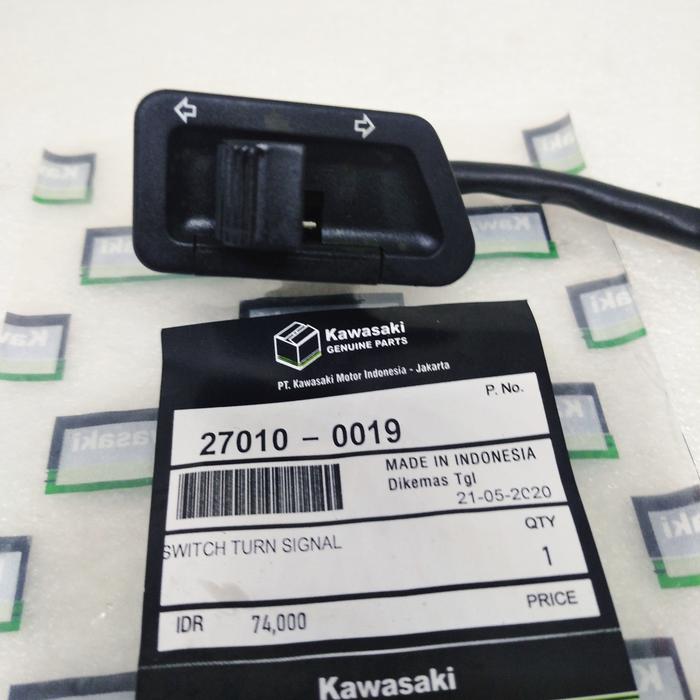 Kawasaki
GENUINE PARTS
PT. Kawasaki Motor Indonesia - Jakarta
P. No.
27010 - 0019
MADE IN INDONESIA
Dikemas Tgl
21-05-2020
SWITCH TURN SIGNAL
QTY
1
PRICE
IDR 74,000
Kawasaki